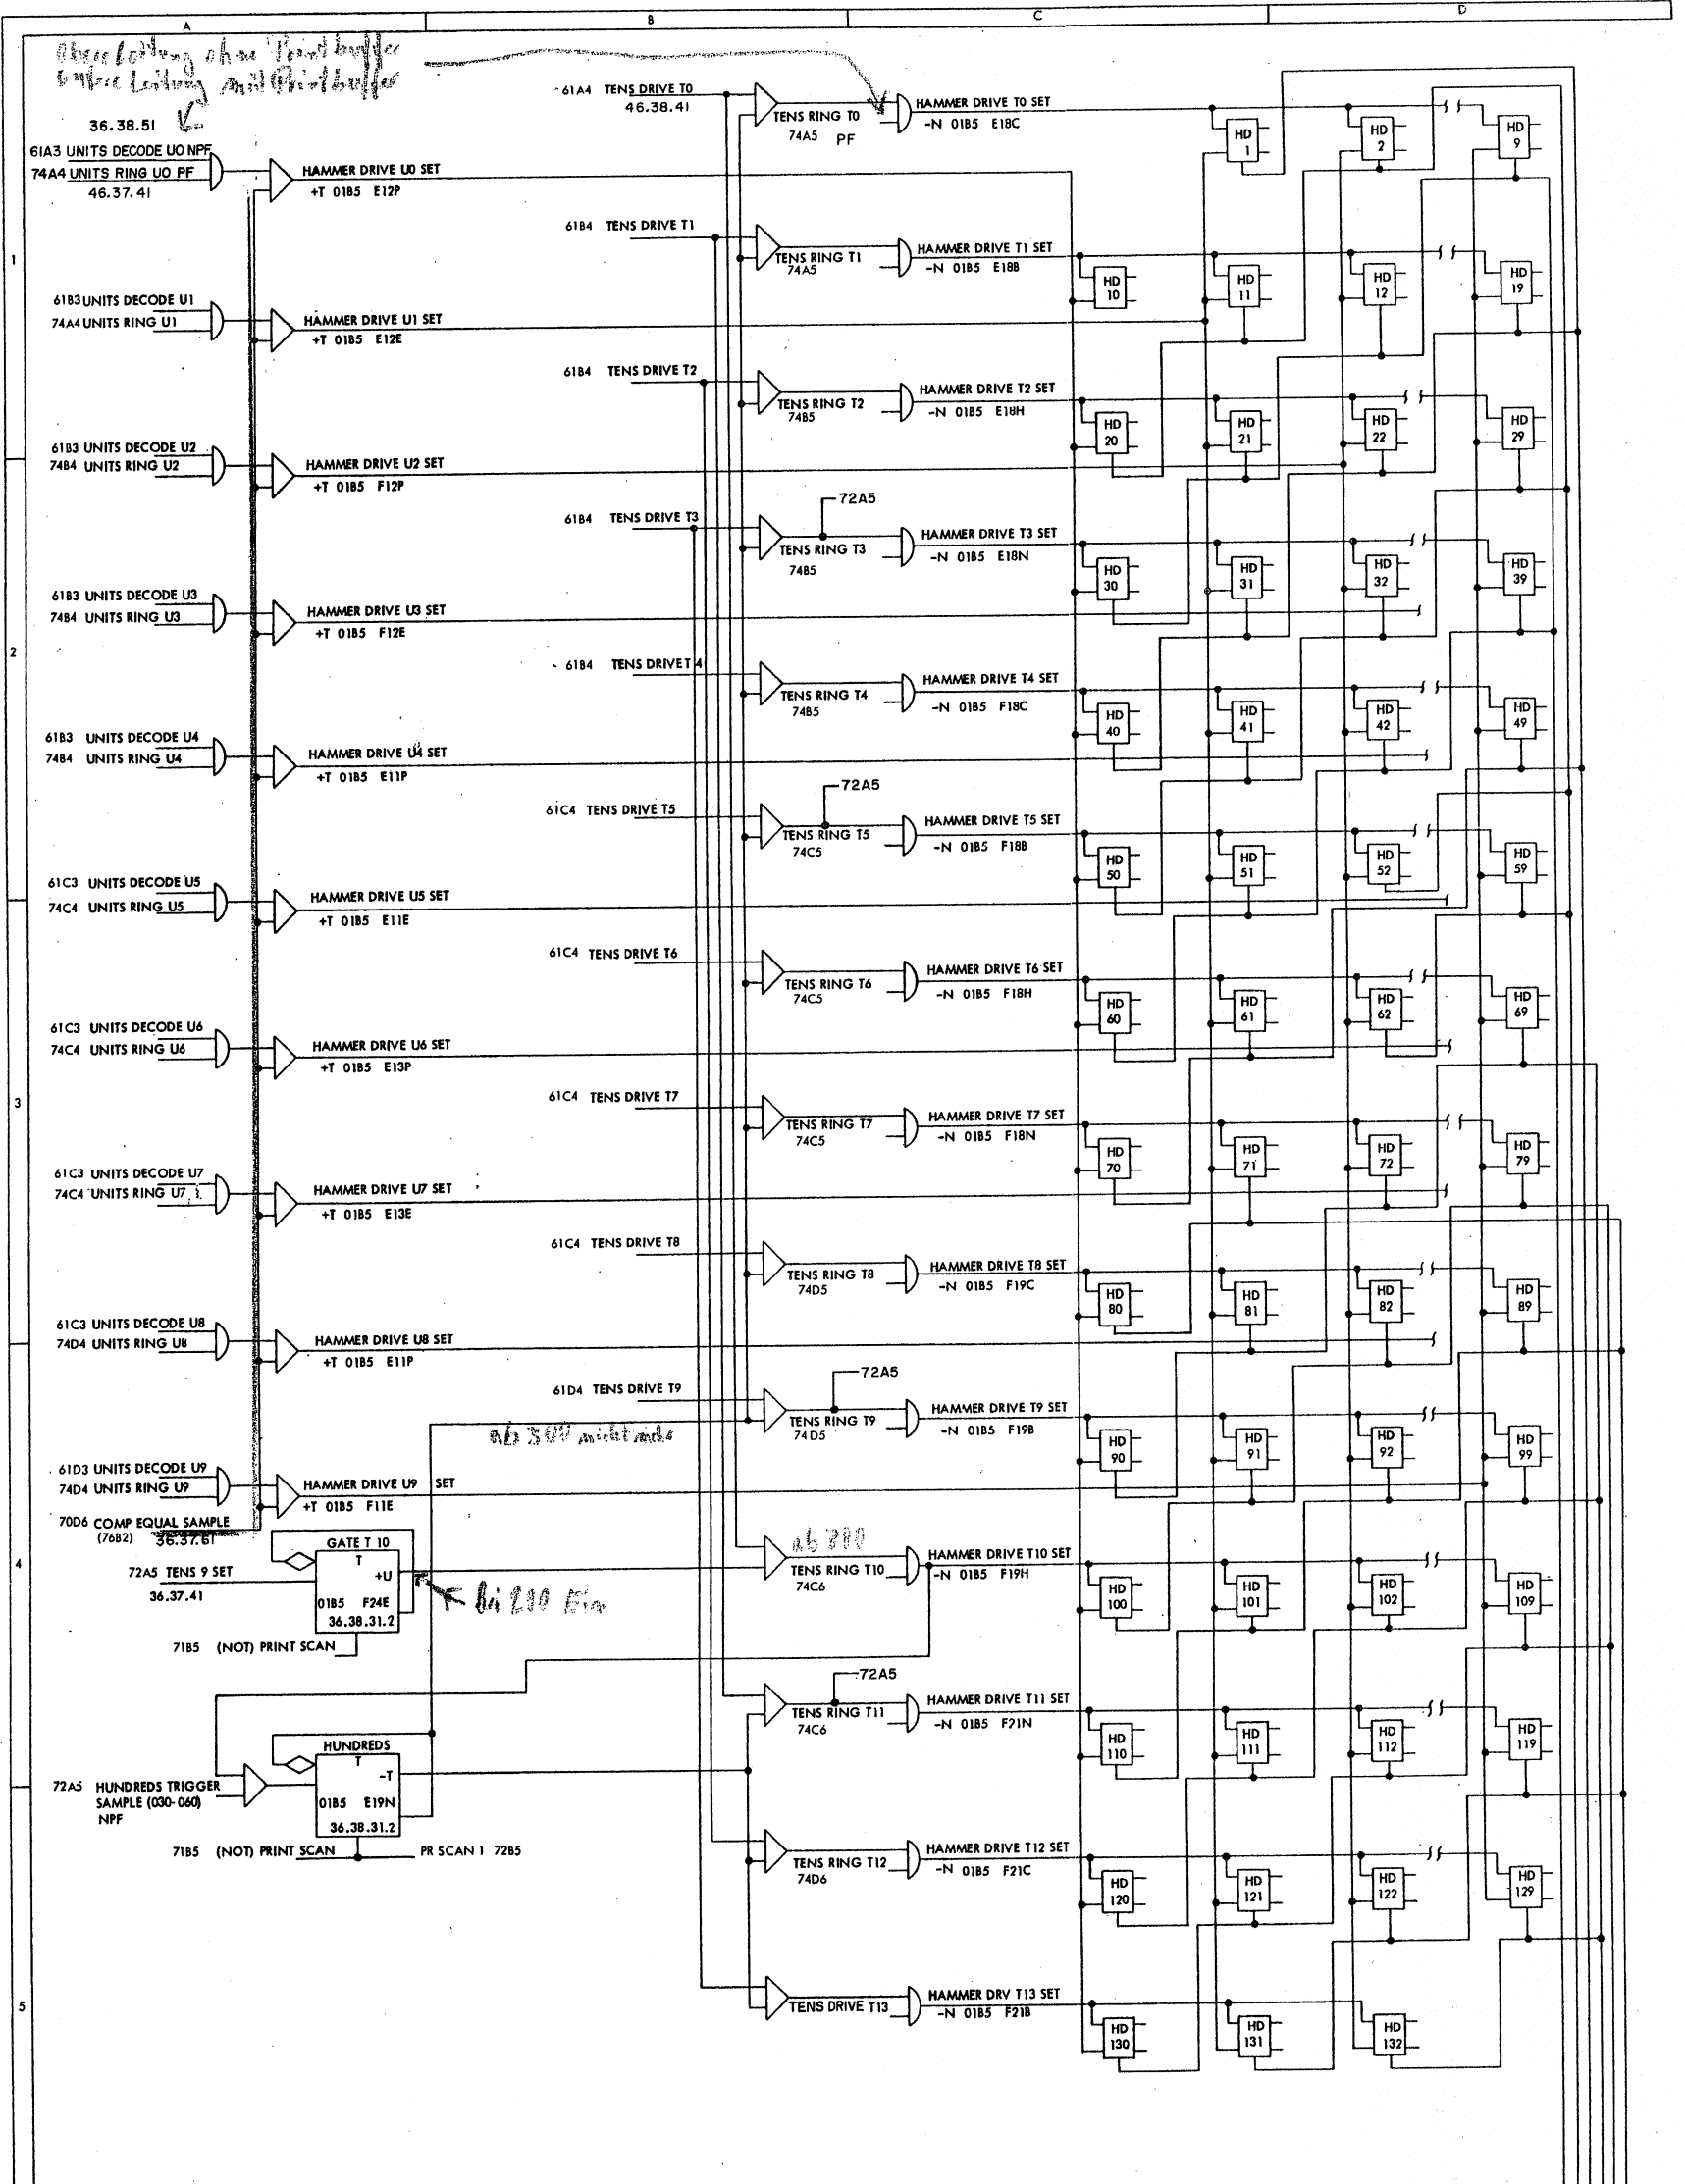 A
B
C
D
1
2
3
4
5
ohne Printbuffer
Leitung mit Printbuffer
36.38.51
61A3 UNITS DECODE U0 NPF
74A4 UNITS RING U0 PF
46.37.41
HAMMER DRIVE U0 SET
+T 01B5 E12P
61B3 UNITS DECODE U1
74A4 UNITS RING U1
HAMMER DRIVE U1 SET
+T 01B5 E12E
61B3 UNITS DECODE U2
74B4 UNITS RING U2
HAMMER DRIVE U2 SET
+T 01B5 F12P
61B3 UNITS DECODE U3
74B4 UNITS RING U3
HAMMER DRIVE U3 SET
+T 01B5 F12E
61B3 UNITS DECODE U4
74B4 UNITS RING U4
HAMMER DRIVE U4 SET
+T 01B5 E11P
61C3 UNITS DECODE U5
74C4 UNITS RING U5
HAMMER DRIVE U5 SET
+T 01B5 E11E
61C3 UNITS DECODE U6
74C4 UNITS RING U6
HAMMER DRIVE U6 SET
+T 01B5 E13P
61C3 UNITS DECODE U7
74C4 UNITS RING U7
HAMMER DRIVE U7 SET
+T 01B5 E13E
61C3 UNITS DECODE U8
74D4 UNITS RING U8
HAMMER DRIVE U8 SET
+T 01B5 E11P
61D3 UNITS DECODE U9
74D4 UNITS RING U9
HAMMER DRIVE U9 SET
+T 01B5 F11E
70D6 COMP EQUAL SAMPLE
(76B2) 36.37.61
GATE T 10
T
+U
01B5 F24E
36.38.31.2
72A5 TENS 9 SET
36.37.41
71B5 (NOT) PRINT SCAN
HUNDREDS
T
-T
01B5 E19N
36.38.31.2
72A5 HUNDREDS TRIGGER
SAMPLE (030-060)
NPF
71B5 (NOT) PRINT SCAN
PR SCAN 1 72B5
61A4 TENS DRIVE T0
46.38.41
TENS RING T0
74A5 PF
HAMMER DRIVE T0 SET
-N 01B5 E18C
HD 1
HD 2
HD 9
61B4 TENS DRIVE T1
TENS RING T1
74A5
HAMMER DRIVE T1 SET
-N 01B5 E18B
HD 10
HD 11
HD 12
HD 19
61B4 TENS DRIVE T2
TENS RING T2
74B5
HAMMER DRIVE T2 SET
-N 01B5 E18H
HD 20
HD 21
HD 22
HD 29
61B4 TENS DRIVE T3
72A5
TENS RING T3
74B5
HAMMER DRIVE T3 SET
-N 01B5 E18N
HD 30
HD 31
HD 32
HD 39
61B4 TENS DRIVE T 4
TENS RING T4
74B5
HAMMER DRIVE T4 SET
-N 01B5 F18C
HD 40
HD 41
HD 42
HD 49
61C4 TENS DRIVE T5
72A5
TENS RING T5
74C5
HAMMER DRIVE T5 SET
-N 01B5 F18B
HD 50
HD 51
HD 52
HD 59
61C4 TENS DRIVE T6
TENS RING T6
74C5
HAMMER DRIVE T6 SET
-N 01B5 F18H
HD 60
HD 61
HD 62
HD 69
61C4 TENS DRIVE T7
TENS RING T7
74C5
HAMMER DRIVE T7 SET
-N 01B5 F18N
HD 70
HD 71
HD 72
HD 79
61C4 TENS DRIVE T8
TENS RING T8
74D5
HAMMER DRIVE T8 SET
-N 01B5 F19C
HD 80
HD 81
HD 82
HD 89
61D4 TENS DRIVE T9
72A5
TENS RING T9
74D5
HAMMER DRIVE T9 SET
-N 01B5 F19B
HD 90
HD 91
HD 92
HD 99
TENS RING T10
74C6
HAMMER DRIVE T10 SET
-N 01B5 F19H
HD 100
HD 101
HD 102
HD 109
72A5
TENS RING T11
74C6
HAMMER DRIVE T11 SET
-N 01B5 F21N
HD 110
HD 111
HD 112
HD 119
TENS RING T12
74D6
HAMMER DRIVE T12 SET
-N 01B5 F21C
HD 120
HD 121
HD 122
HD 129
TENS DRIVE T13
HAMMER DRV T13 SET
-N 01B5 F21B
HD 130
HD 131
HD 132